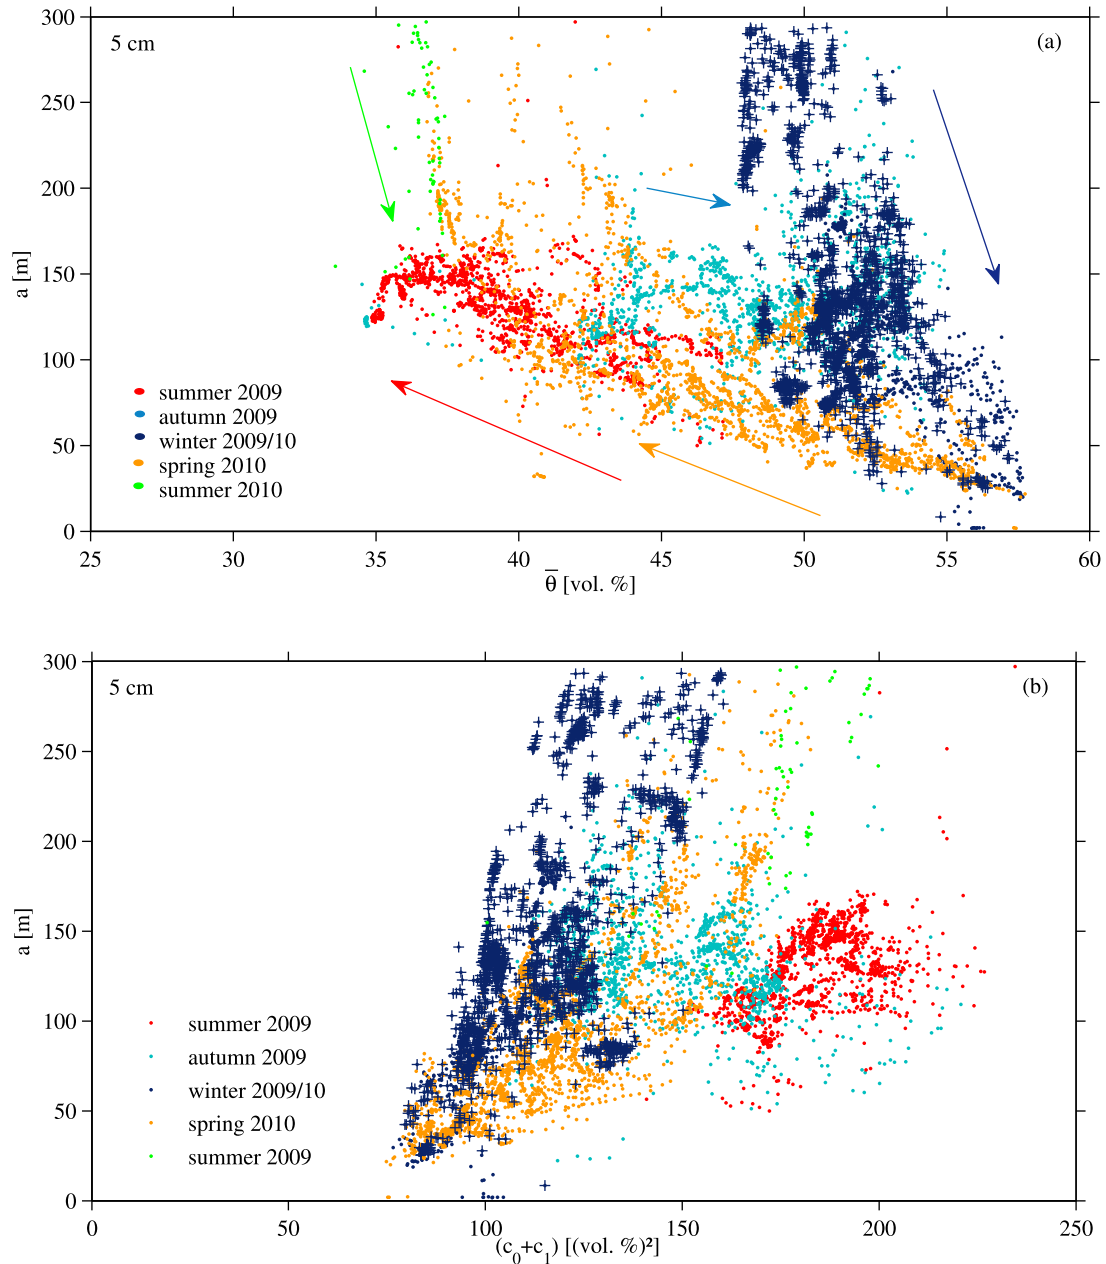 300
250
200
150
100
50
0
a [m]
5 cm
(a)
summer 2009
autumn 2009
winter 2009/10
spring 2010
summer 2010
25 30 35 40 45 50 55 60
θ̅ [vol. %]
300
250
200
150
100
50
0
a [m]
5 cm
(b)
summer 2009
autumn 2009
winter 2009/10
spring 2010
summer 2009
0 50 100 150 200 250
(c₀+c₁) [(vol. %)²]